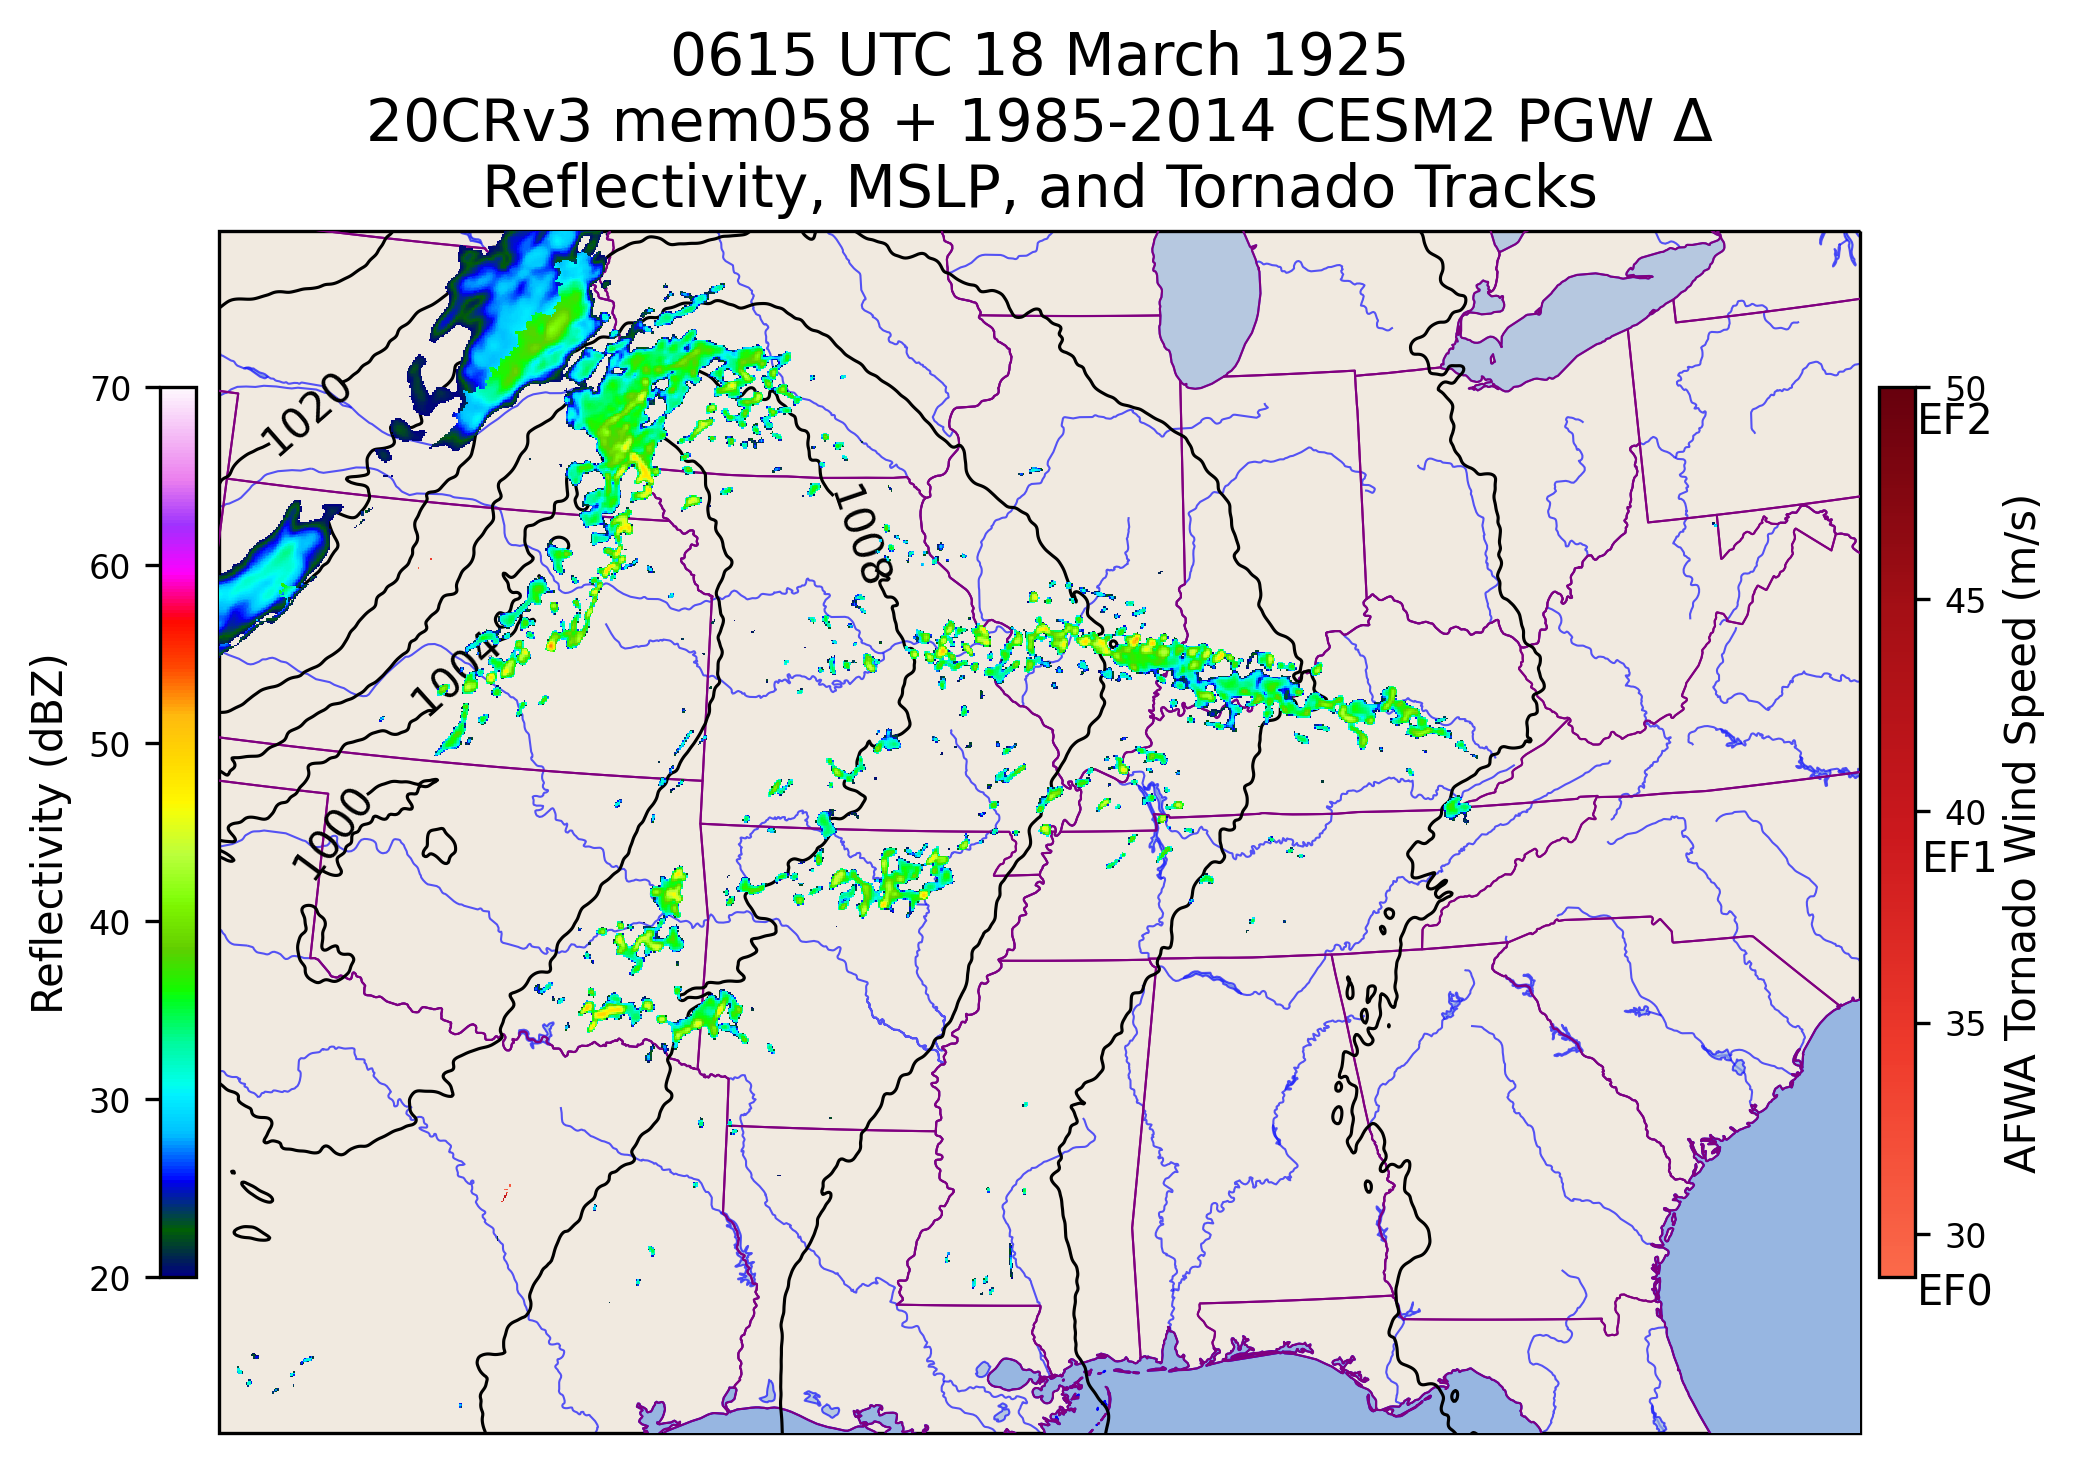 0615 UTC 18 March 1925
20CRv3 mem058 + 1985-2014 CESM2 PGW Δ
Reflectivity, MSLP, and Tornado Tracks
Reflectivity (dBZ)
70
60
50
40
30
20
1020
1008
1004
1000
50
EF2
45
40
EF1
35
30
EF0
AFWA Tornado Wind Speed (m/s)